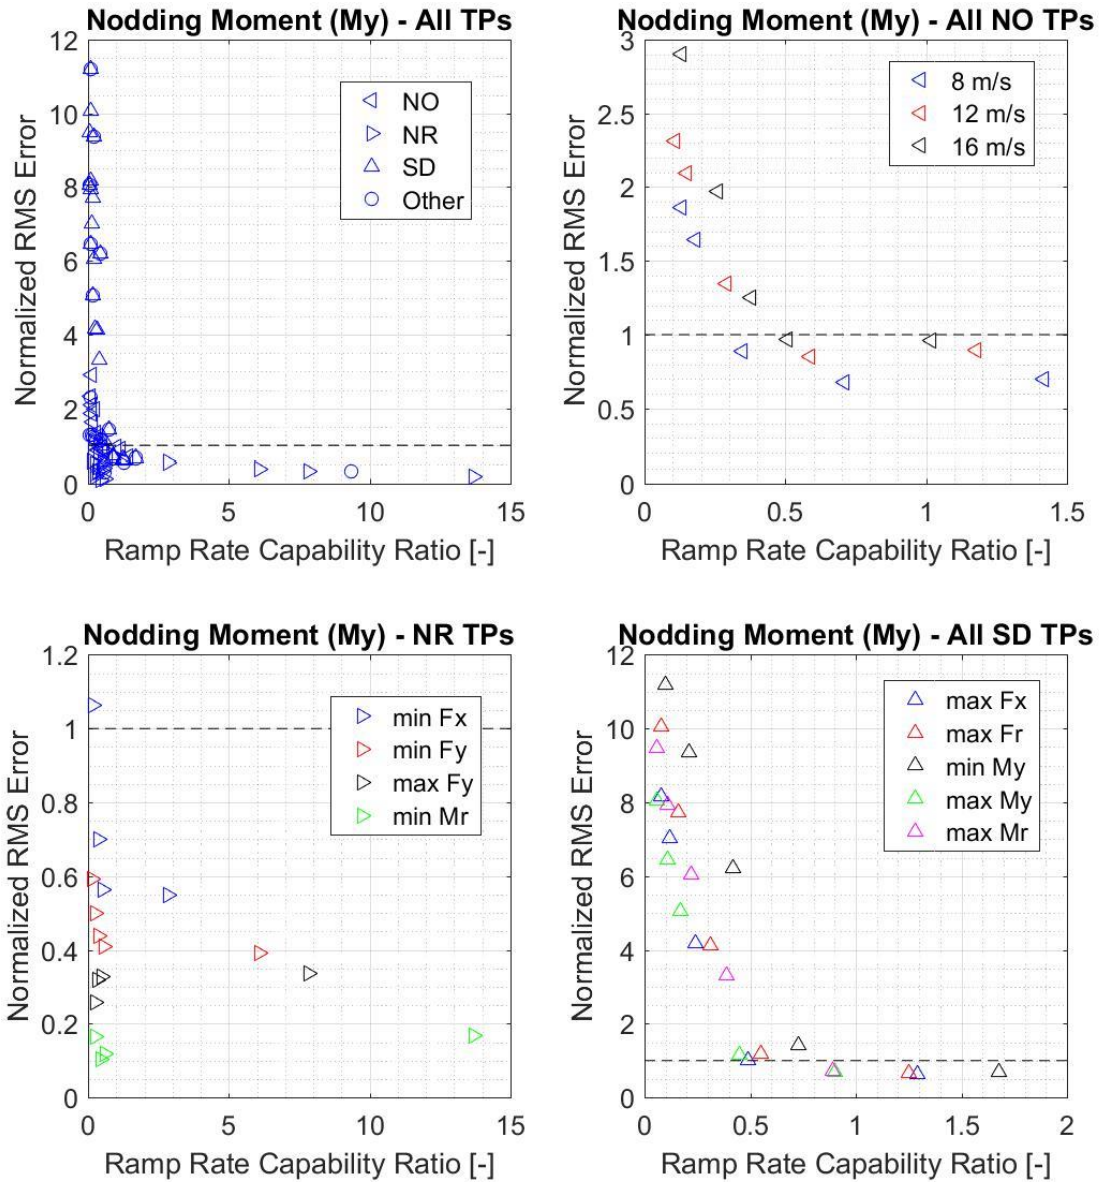 Nodding Moment (My) - All TPs
Normalized RMS Error
12
10
8
6
4
2
0
NO
NR
SD
Other
0 5 10 15
Ramp Rate Capability Ratio [-]
Nodding Moment (My) - All NO TPs
Normalized RMS Error
3
2.5
2
1.5
1
0.5
0
8 m/s
12 m/s
16 m/s
0 0.5 1 1.5
Ramp Rate Capability Ratio [-]
Nodding Moment (My) - NR TPs
Normalized RMS Error
1.2
1
0.8
0.6
0.4
0.2
0
min Fx
min Fy
max Fy
min Mr
0 5 10 15
Ramp Rate Capability Ratio [-]
Nodding Moment (My) - All SD TPs
Normalized RMS Error
12
10
8
6
4
2
0
max Fx
max Fr
min My
max My
max Mr
0 0.5 1 1.5 2
Ramp Rate Capability Ratio [-]